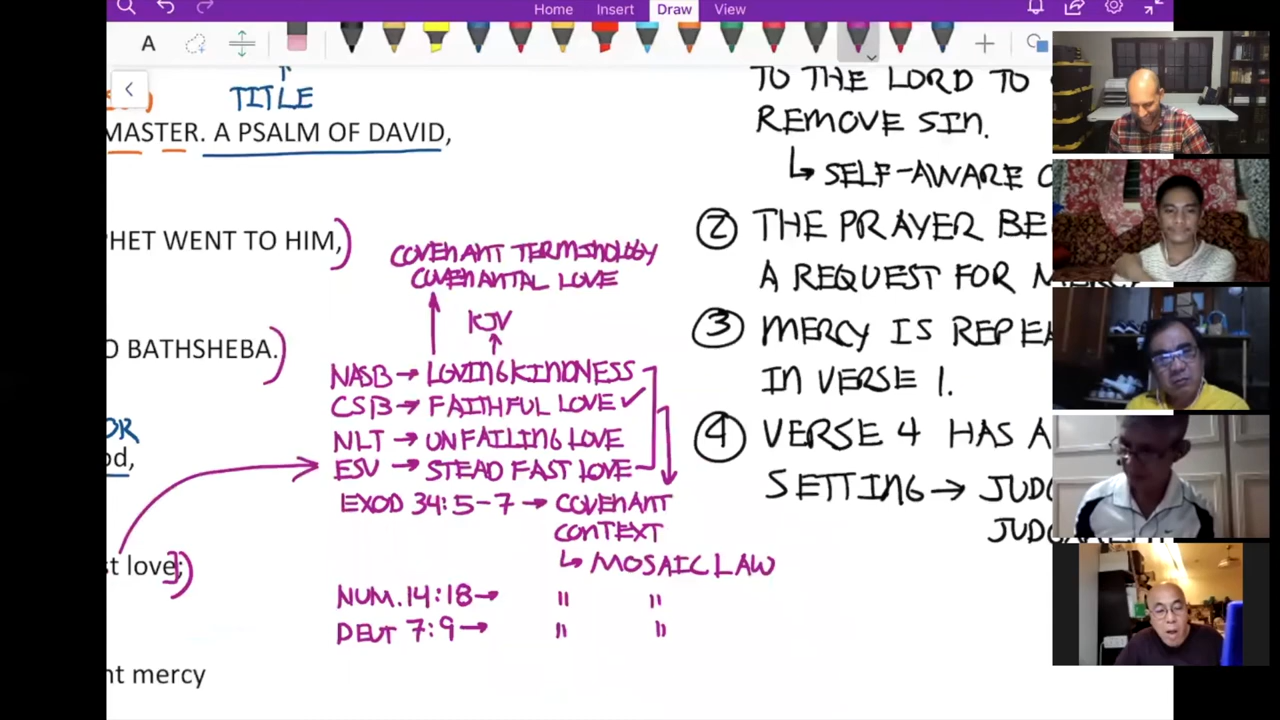 Home Insert Draw View
A
TITLE
MASTER. A PSALM OF DAVID,
PHET WENT TO HIM,)
O BATHSHEBA.)
OR
od,
st love;)
nt mercy
COVENANT TERMINOLOGY
COVENANTAL LOVE
KJV
NASB → LOVINGKINDNESS
CSB → FAITHFUL LOVE ✓
NLT → UNFAILING LOVE
ESV → STEADFAST LOVE
EXOD 34:5-7 → COVENANT
CONTEXT
↳ MOSAIC LAW
NUM. 14:18 → " "
DEUT 7:9 → " "
TO THE LORD TO
REMOVE SIN.
↳ SELF-AWARE
② THE PRAYER BE
A REQUEST FOR MERCY
③ MERCY IS REPEA
IN VERSE 1.
④ VERSE 4 HAS A
SETTING → JUD